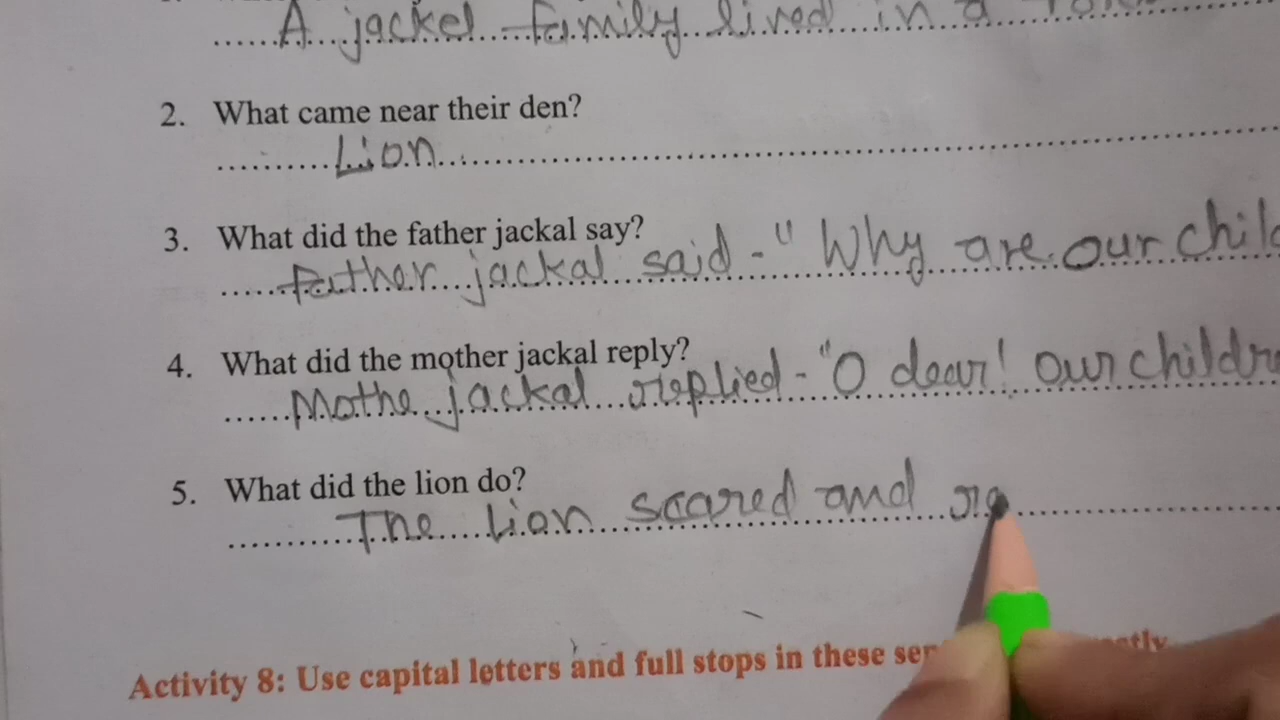 A jackel family lived in a
2. What came near their den?
Lion
3. What did the father jackal say?
Father jackal said - " Why are our chil
4. What did the mother jackal reply?
Mothe jackal replied - "O dear! our childre
5. What did the lion do?
The lion scared and ra
Activity 8: Use capital letters and full stops in these